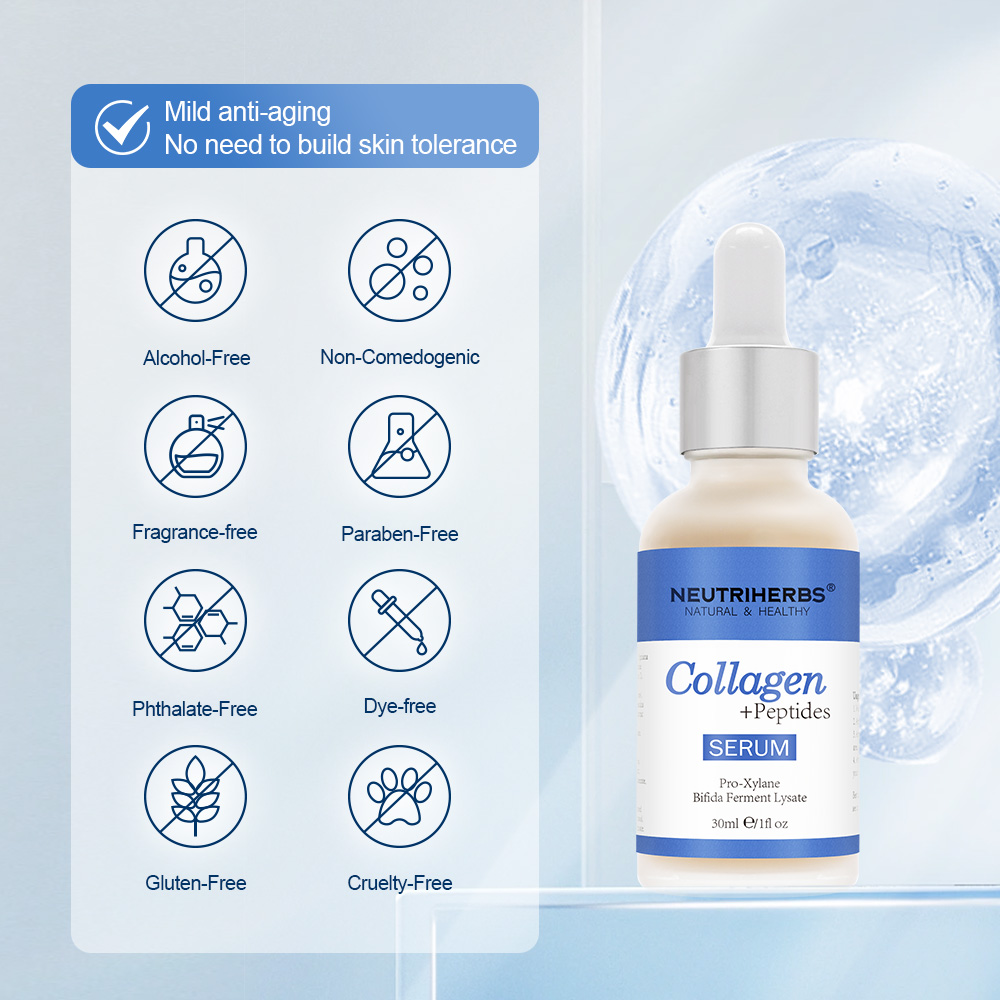 Mild anti-aging
No need to build skin tolerance
Alcohol-Free
Non-Comedogenic
Fragrance-free
Paraben-Free
Phthalate-Free
Dye-free
Gluten-Free
Cruelty-Free
NEUTRIHERBS®
NATURAL & HEALTHY
Collagen
+Peptides
SERUM
Pro-Xylane
Bifida Ferment Lysate
30ml ℮/1fl oz